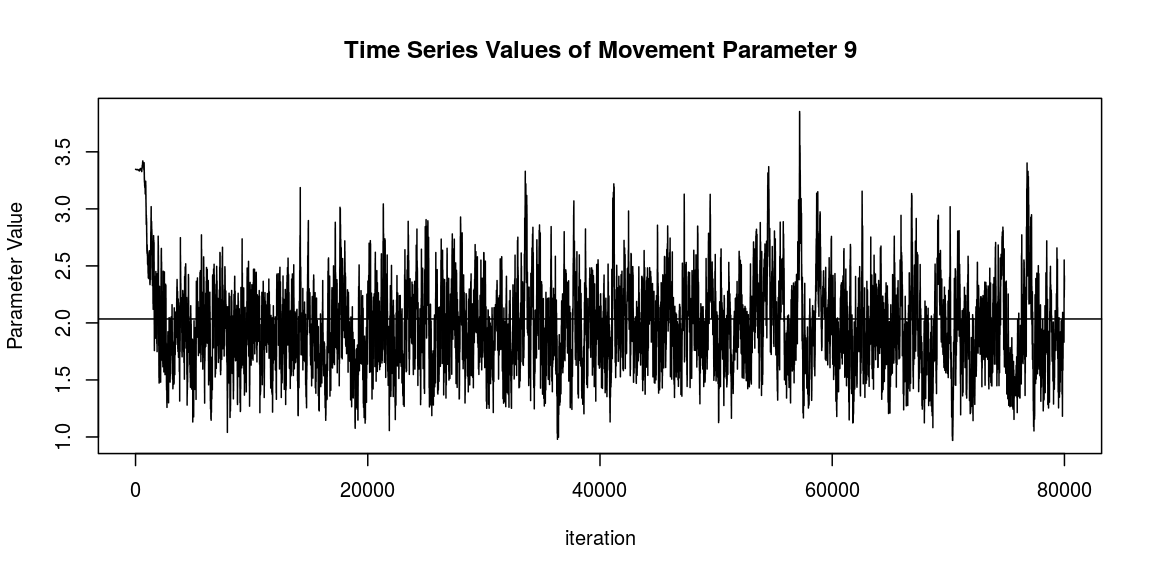 Time Series Values of Movement Parameter 9
Parameter Value
3.5
3.0
2.5
2.0
1.5
1.0
0 20000 40000 60000 80000
iteration